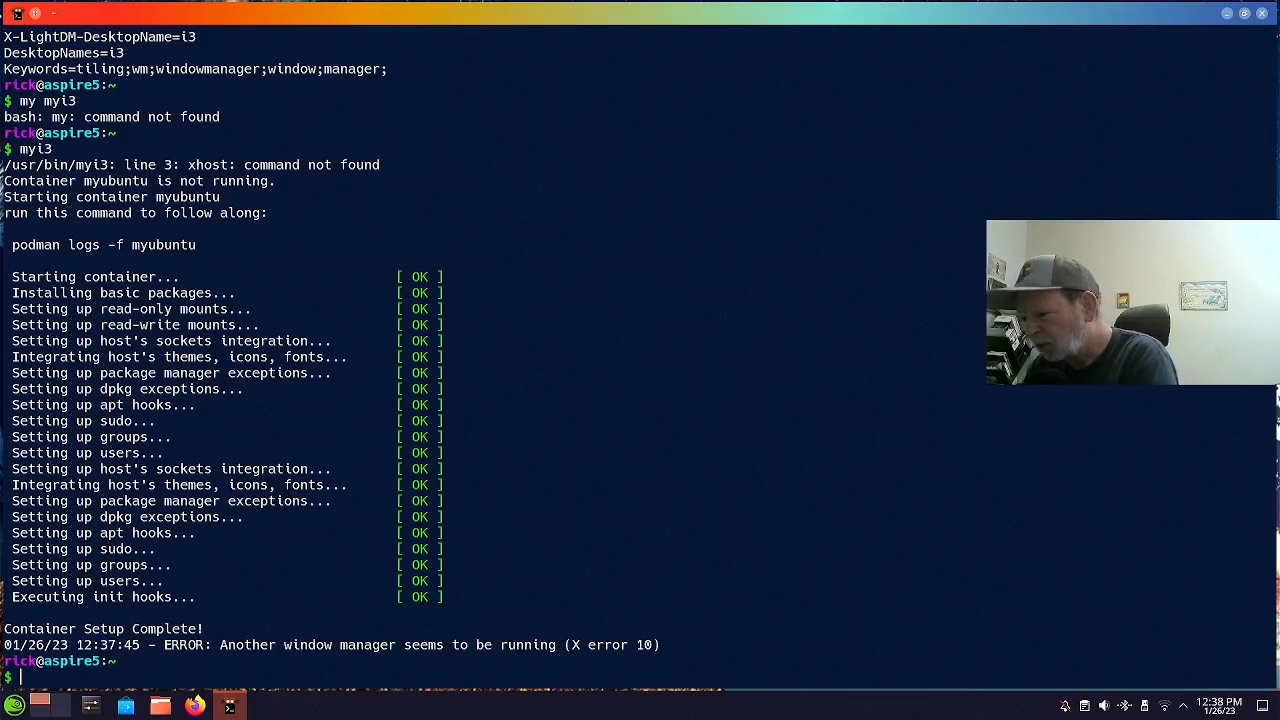 X-LightDM-DesktopName=i3
DesktopNames=i3
Keywords=tiling;wm;windowmanager;window;manager;
rick@aspire5:~
$ my myi3
bash: my: command not found
rick@aspire5:~
$ myi3
/usr/bin/myi3: line 3: xhost: command not found
Container myubuntu is not running.
Starting container myubuntu
run this command to follow along:
podman logs -f myubuntu
Starting container... [ OK ]
Installing basic packages... [ OK ]
Setting up read-only mounts... [ OK ]
Setting up read-write mounts... [ OK ]
Setting up host's sockets integration... [ OK ]
Integrating host's themes, icons, fonts... [ OK ]
Setting up package manager exceptions... [ OK ]
Setting up dpkg exceptions... [ OK ]
Setting up apt hooks... [ OK ]
Setting up sudo... [ OK ]
Setting up groups... [ OK ]
Setting up users... [ OK ]
Setting up host's sockets integration... [ OK ]
Integrating host's themes, icons, fonts... [ OK ]
Setting up package manager exceptions... [ OK ]
Setting up dpkg exceptions... [ OK ]
Setting up apt hooks... [ OK ]
Setting up sudo... [ OK ]
Setting up groups... [ OK ]
Setting up users... [ OK ]
Executing init hooks... [ OK ]
Container Setup Complete!
01/26/23 12:37:45 - ERROR: Another window manager seems to be running (X error 10)
rick@aspire5:~
$
12:38 PM
1/26/23